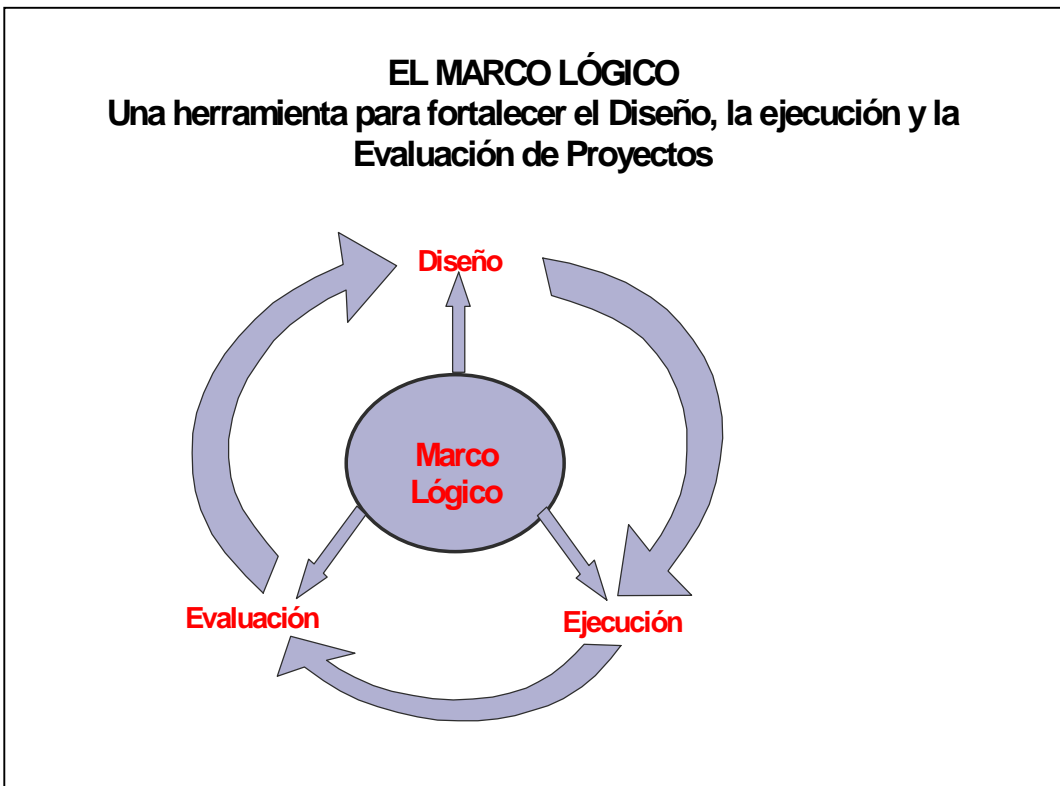 EL MARCO LÓGICO
Una herramienta para fortalecer el Diseño, la ejecución y la
Evaluación de Proyectos
Diseño
Marco
Lógico
Evaluación
Ejecución